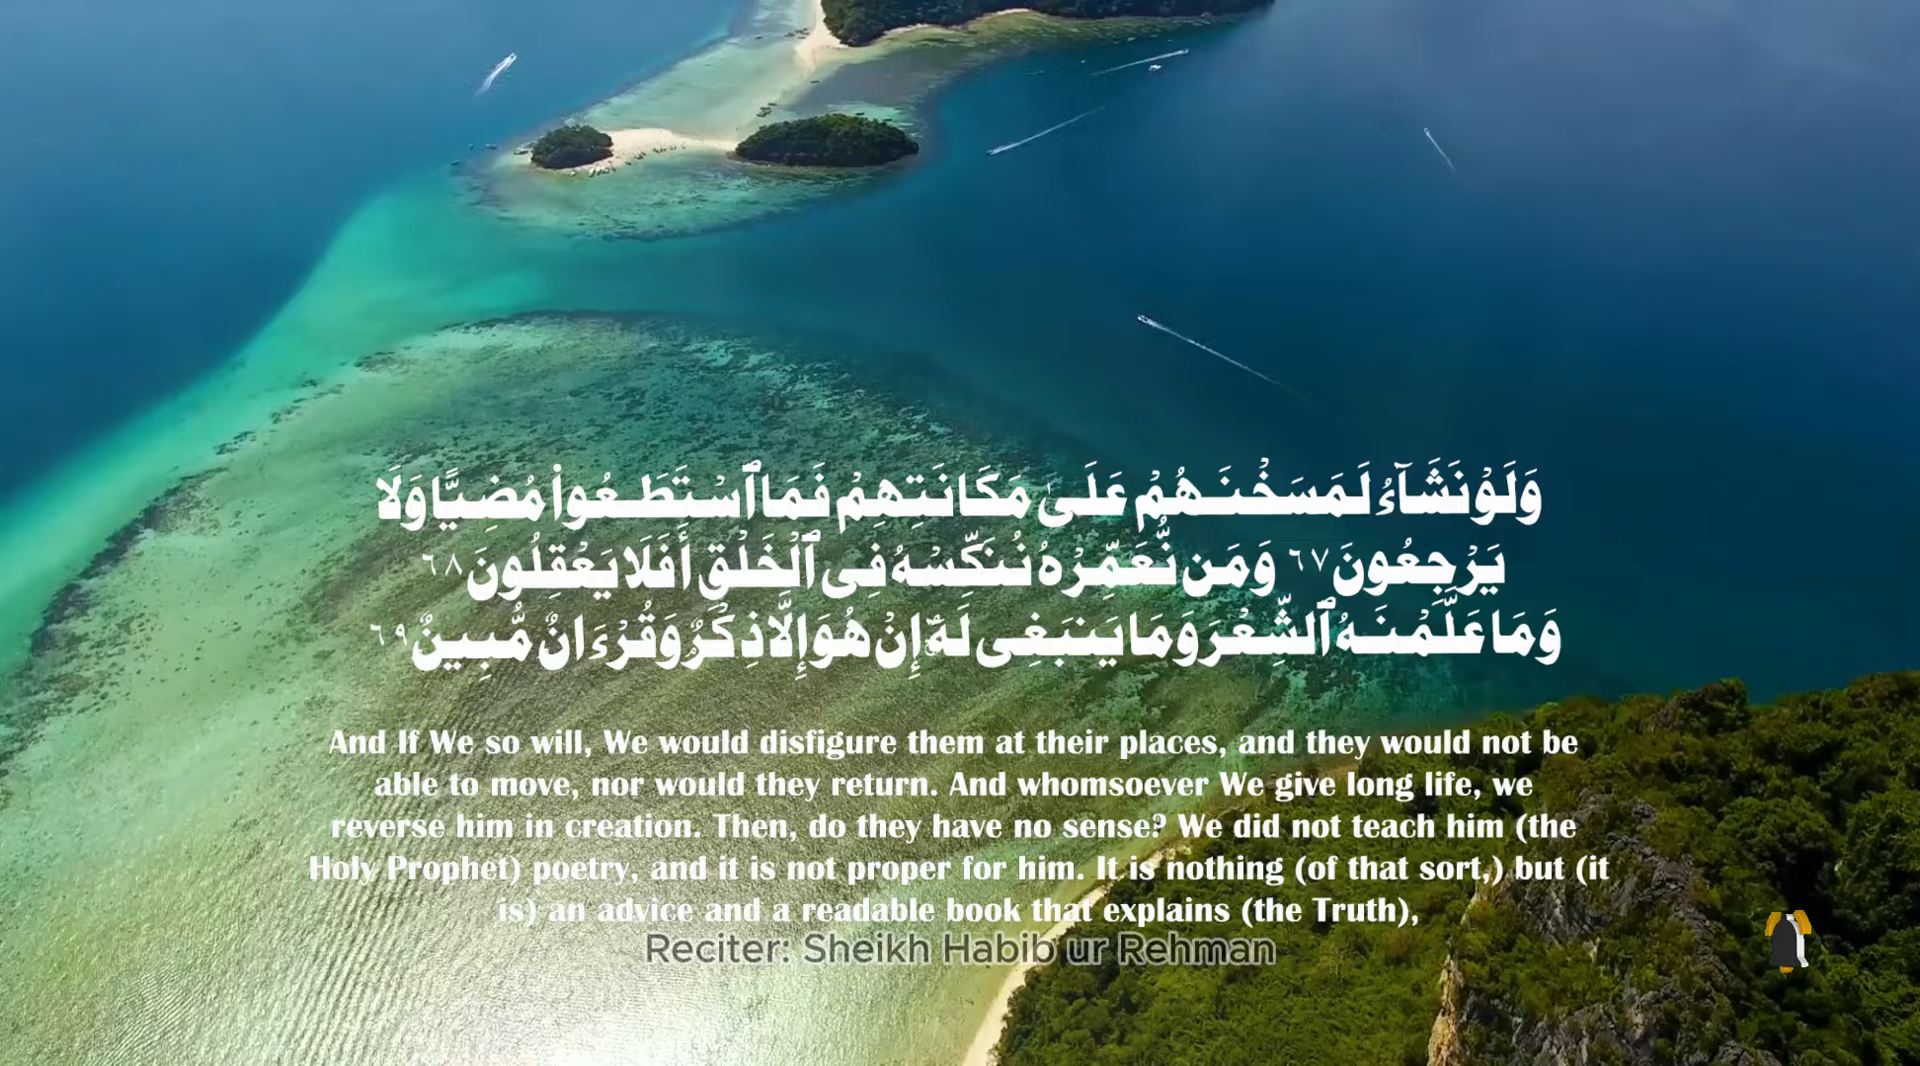 وَلَوْ نَشَآءُ لَمَسَخْنَـٰهُمْ عَلَىٰ مَكَانَتِهِمْ فَمَا ٱسْتَطَـٰعُوا۟ مُضِيًّا وَلَا
يَرْجِعُونَ ٦٧ وَمَن نُّعَمِّرْهُ نُنَكِّسْهُ فِى ٱلْخَلْقِ أَفَلَا يَعْقِلُونَ ٦٨
وَمَا عَلَّمْنَـٰهُ ٱلشِّعْرَ وَمَا يَنۢبَغِى لَهُۥٓ إِنْ هُوَ إِلَّا ذِكْرٌ وَقُرْءَانٌ مُّبِينٌ ٦٩
And If We so will, We would disfigure them at their places, and they would not be
able to move, nor would they return. And whomsoever We give long life, we
reverse him in creation. Then, do they have no sense? We did not teach him (the
Holy Prophet) poetry, and it is not proper for him. It is nothing (of that sort,) but (it
is) an advice and a readable book that explains (the Truth),
Reciter: Sheikh Habib ur Rehman